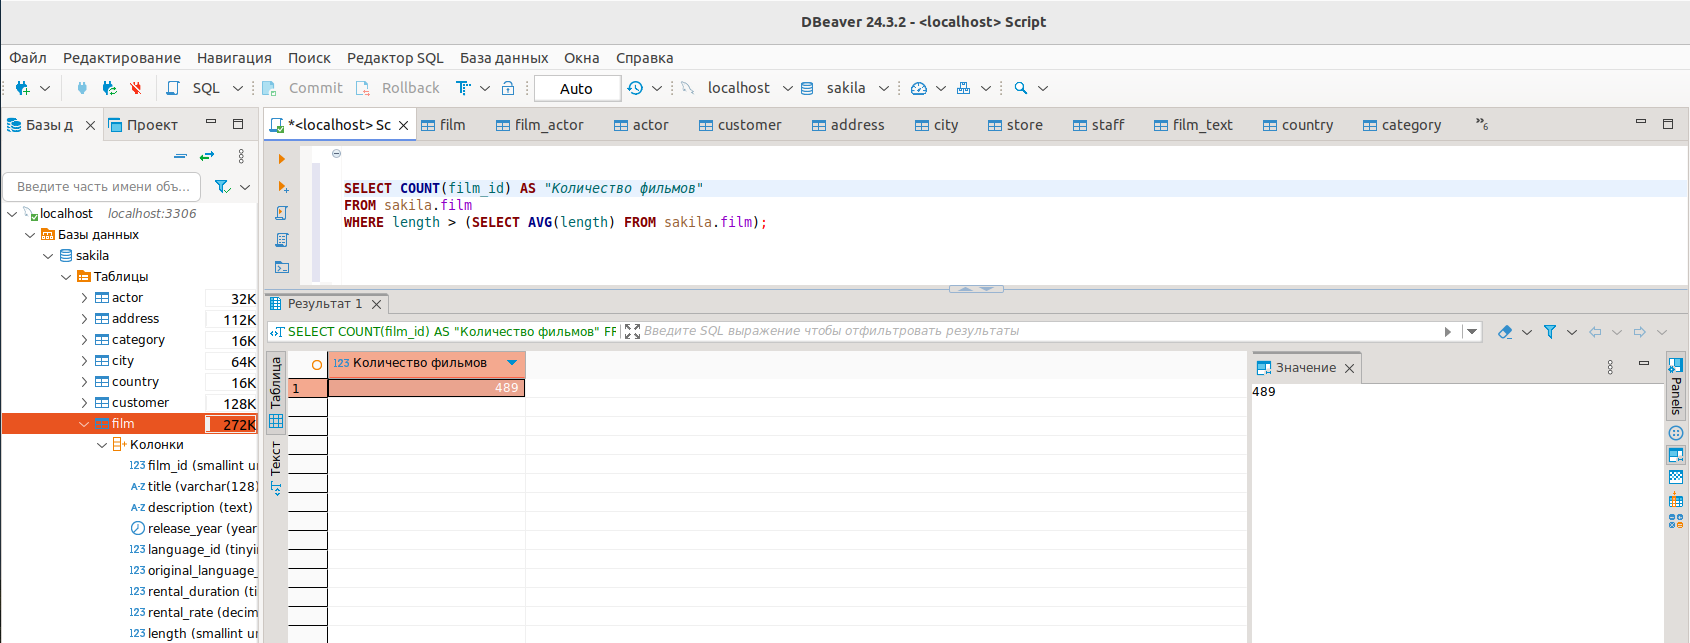 DBeaver 24.3.2 - <localhost> Script
Файл Редактирование Навигация Поиск Редактор SQL База данных Окна Справка
SQL Commit Rollback Auto localhost sakila
Базы д Проект
*<localhost> Sc film film_actor actor customer address city store staff film_text country category »6
Введите часть имени объ...
localhost localhost:3306
Базы данных
sakila
Таблицы
actor 32K
address 112K
category 16K
city 64K
country 16K
customer 128K
film 272K
Колонки
123 film_id (smallint un
A-Z title (varchar(128)
A-Z description (text)
release_year (year
123 language_id (tinyi
123 original_language_
123 rental_duration (ti
123 rental_rate (decim
123 length (smallint un
SELECT COUNT(film_id) AS "Количество фильмов"
FROM sakila.film
WHERE length > (SELECT AVG(length) FROM sakila.film);
Результат 1
SELECT COUNT(film_id) AS "Количество фильмов" FF
Введите SQL выражение чтобы отфильтровать результаты
Таблица
Текст
123 Количество фильмов
1 489
Значение
489
Panels